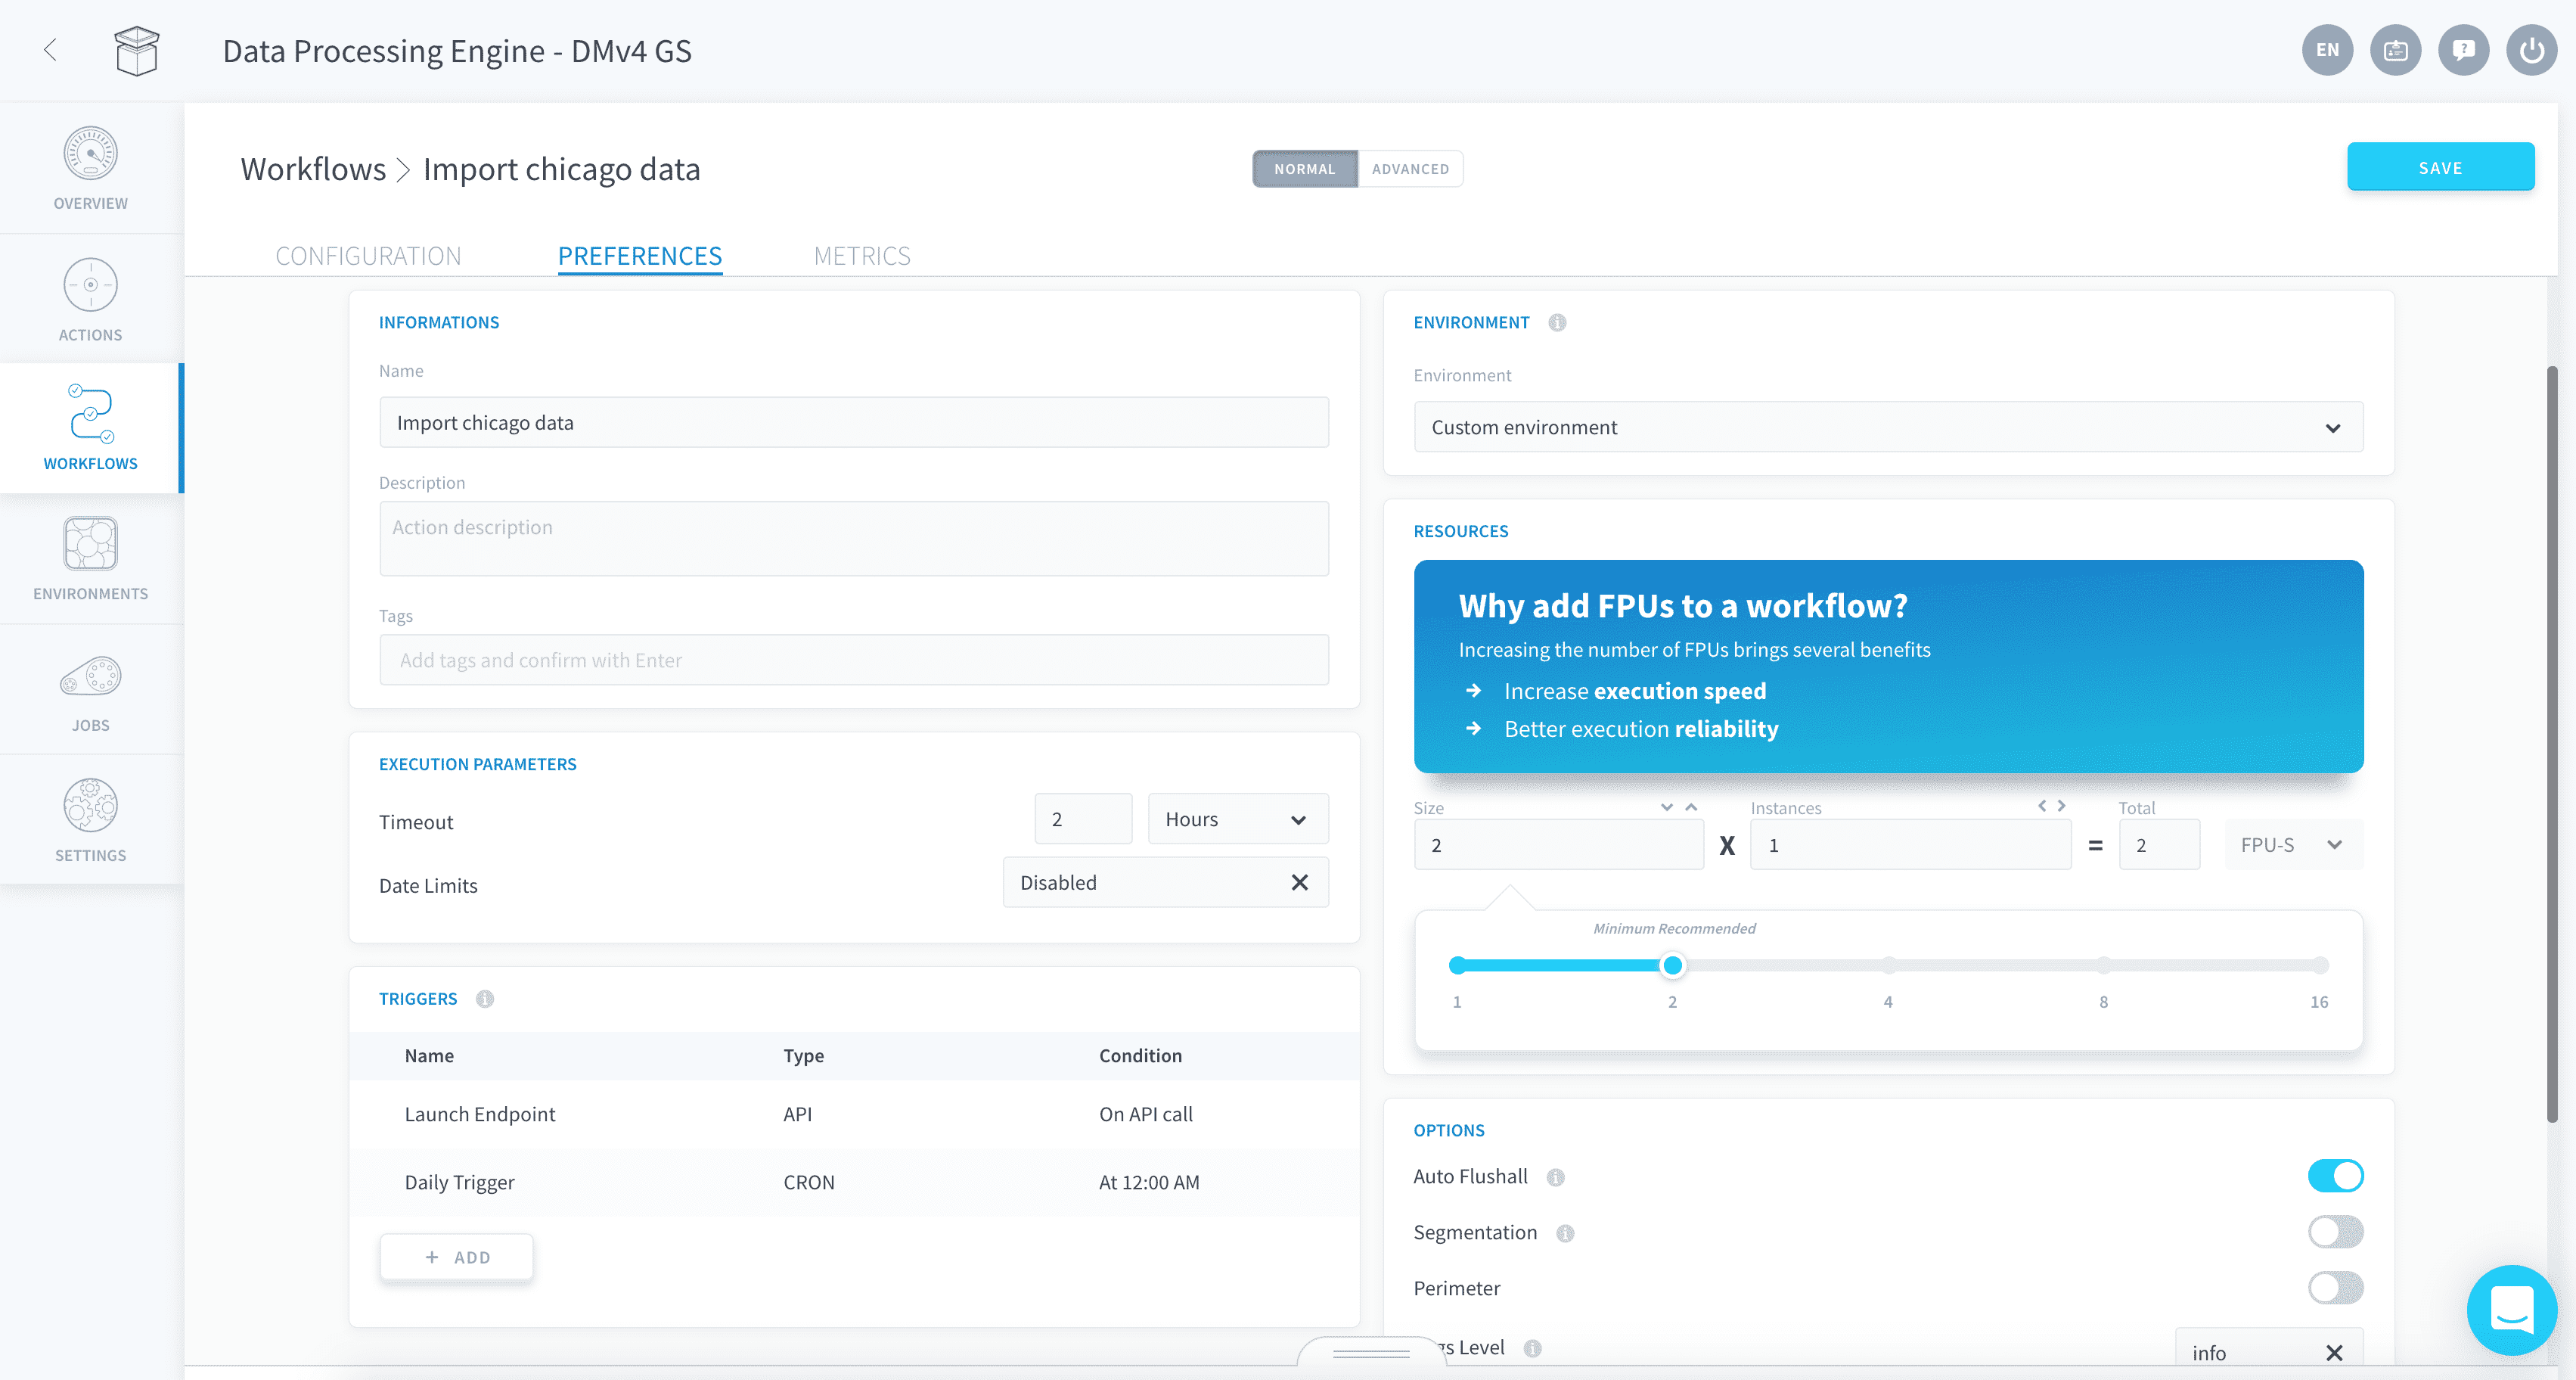 Data Processing Engine - DMv4 GS
EN
OVERVIEW
ACTIONS
WORKFLOWS
ENVIRONMENTS
JOBS
SETTINGS
Workflows > Import chicago data
NORMAL ADVANCED
SAVE
CONFIGURATION PREFERENCES METRICS
INFORMATIONS
Name
Import chicago data
Description
Action description
Tags
Add tags and confirm with Enter
EXECUTION PARAMETERS
Timeout 2 Hours
Date Limits Disabled
TRIGGERS
Name Type Condition
Launch Endpoint API On API call
Daily Trigger CRON At 12:00 AM
+ ADD
ENVIRONMENT
Environment
Custom environment
RESOURCES
Why add FPUs to a workflow?
Increasing the number of FPUs brings several benefits
→ Increase execution speed
→ Better execution reliability
Size Instances Total
2 X 1 = 2 FPU-S
Minimum Recommended
1 2 4 8 16
OPTIONS
Auto Flushall
Segmentation
Perimeter
gs Level info